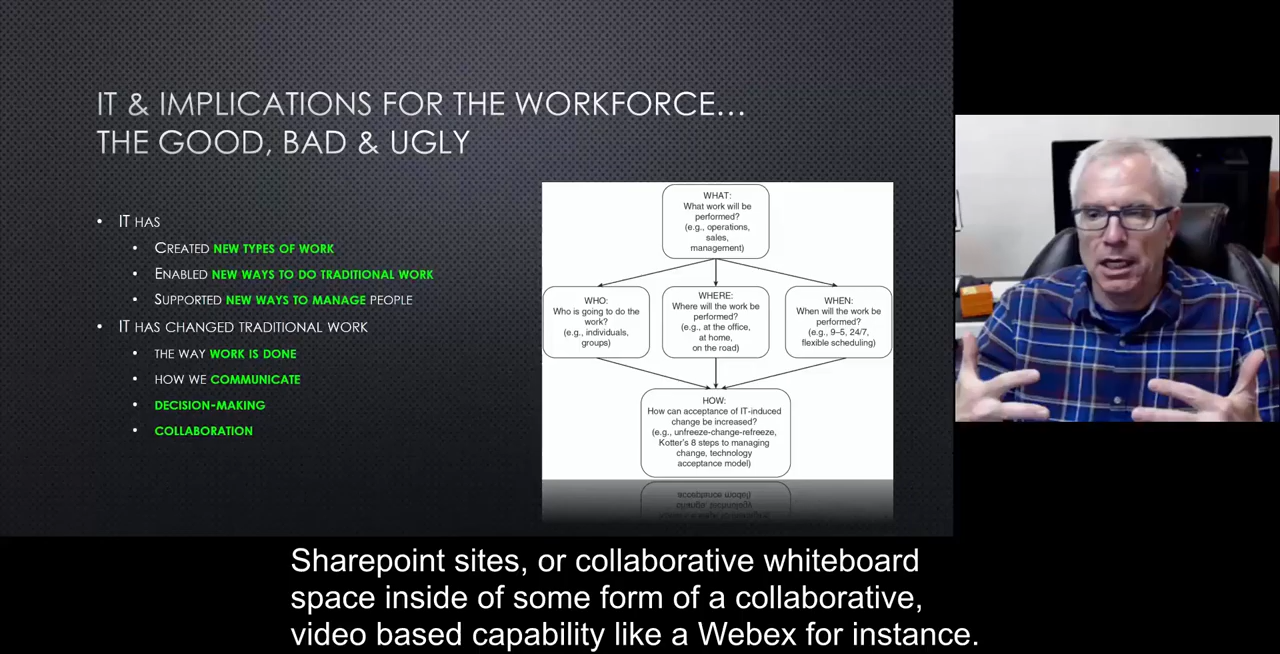 IT & IMPLICATIONS FOR THE WORKFORCE…
THE GOOD, BAD & UGLY
• IT HAS
• CREATED NEW TYPES OF WORK
• ENABLED NEW WAYS TO DO TRADITIONAL WORK
• SUPPORTED NEW WAYS TO MANAGE PEOPLE
• IT HAS CHANGED TRADITIONAL WORK
• THE WAY WORK IS DONE
• HOW WE COMMUNICATE
• DECISION-MAKING
• COLLABORATION
WHAT:
What work will be
performed?
(e.g., operations,
sales,
management)
WHO:
Who is going to do the
work?
(e.g., individuals,
groups)
WHERE:
Where will the work be
performed?
(e.g., at the office,
at home,
on the road)
WHEN:
When will the work be
performed?
(e.g., 9–5, 24/7,
flexible scheduling)
HOW:
How can acceptance of IT-induced
change be increased?
(e.g., unfreeze-change-refreeze,
Kotter's 8 steps to managing
change, technology
acceptance model)
Sharepoint sites, or collaborative whiteboard
space inside of some form of a collaborative,
video based capability like a Webex for instance.